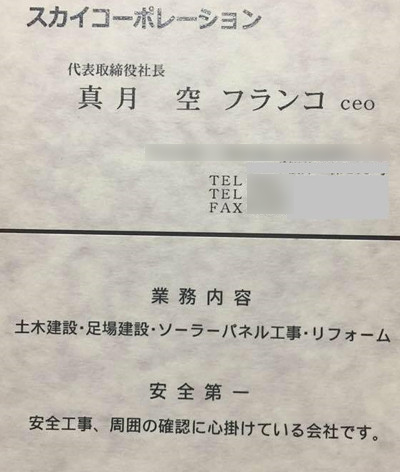 スカイコーポレーション
代表取締役社長
真月 空 フランコ ceo
TEL
TEL
FAX
業務内容
土木建設・足場建設・ソーラーパネル工事・リフォーム
安全第一
安全工事、周囲の確認に心掛けている会社です。